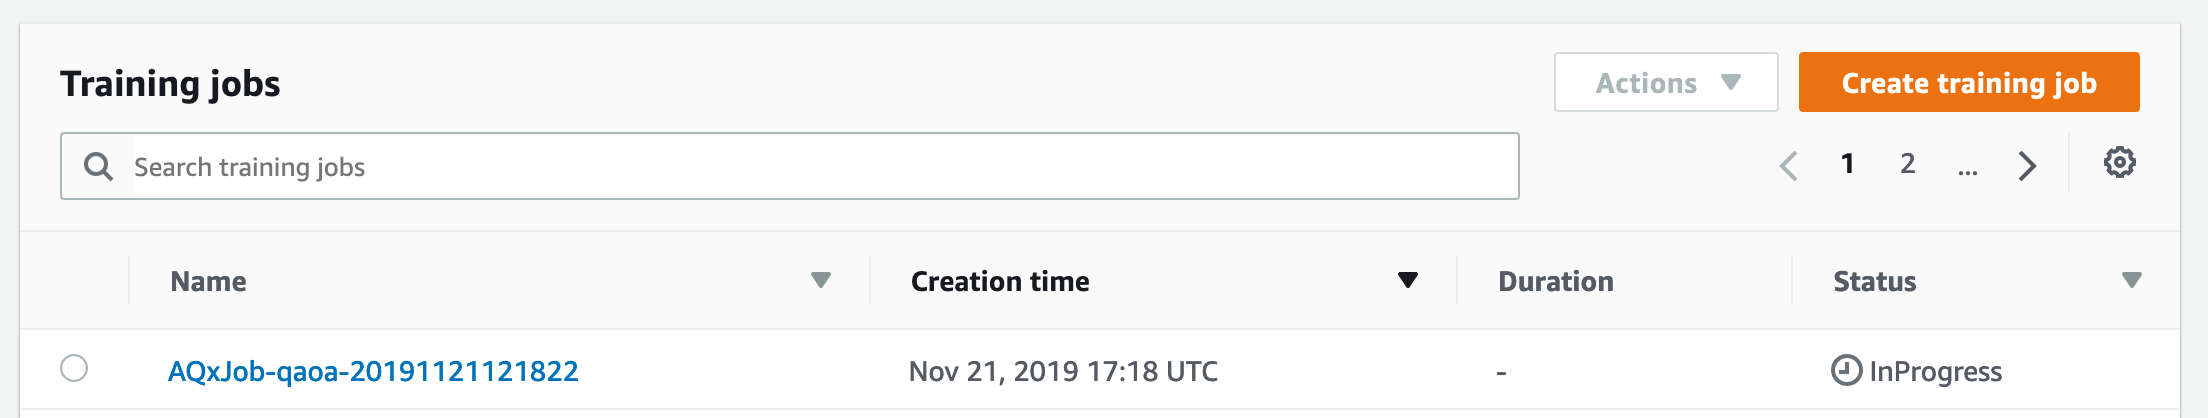 Training jobs
Actions
Create training job
Search training jobs
1 2 ...
Name Creation time Duration Status
AQxJob-qaoa-20191121121822 Nov 21, 2019 17:18 UTC - InProgress